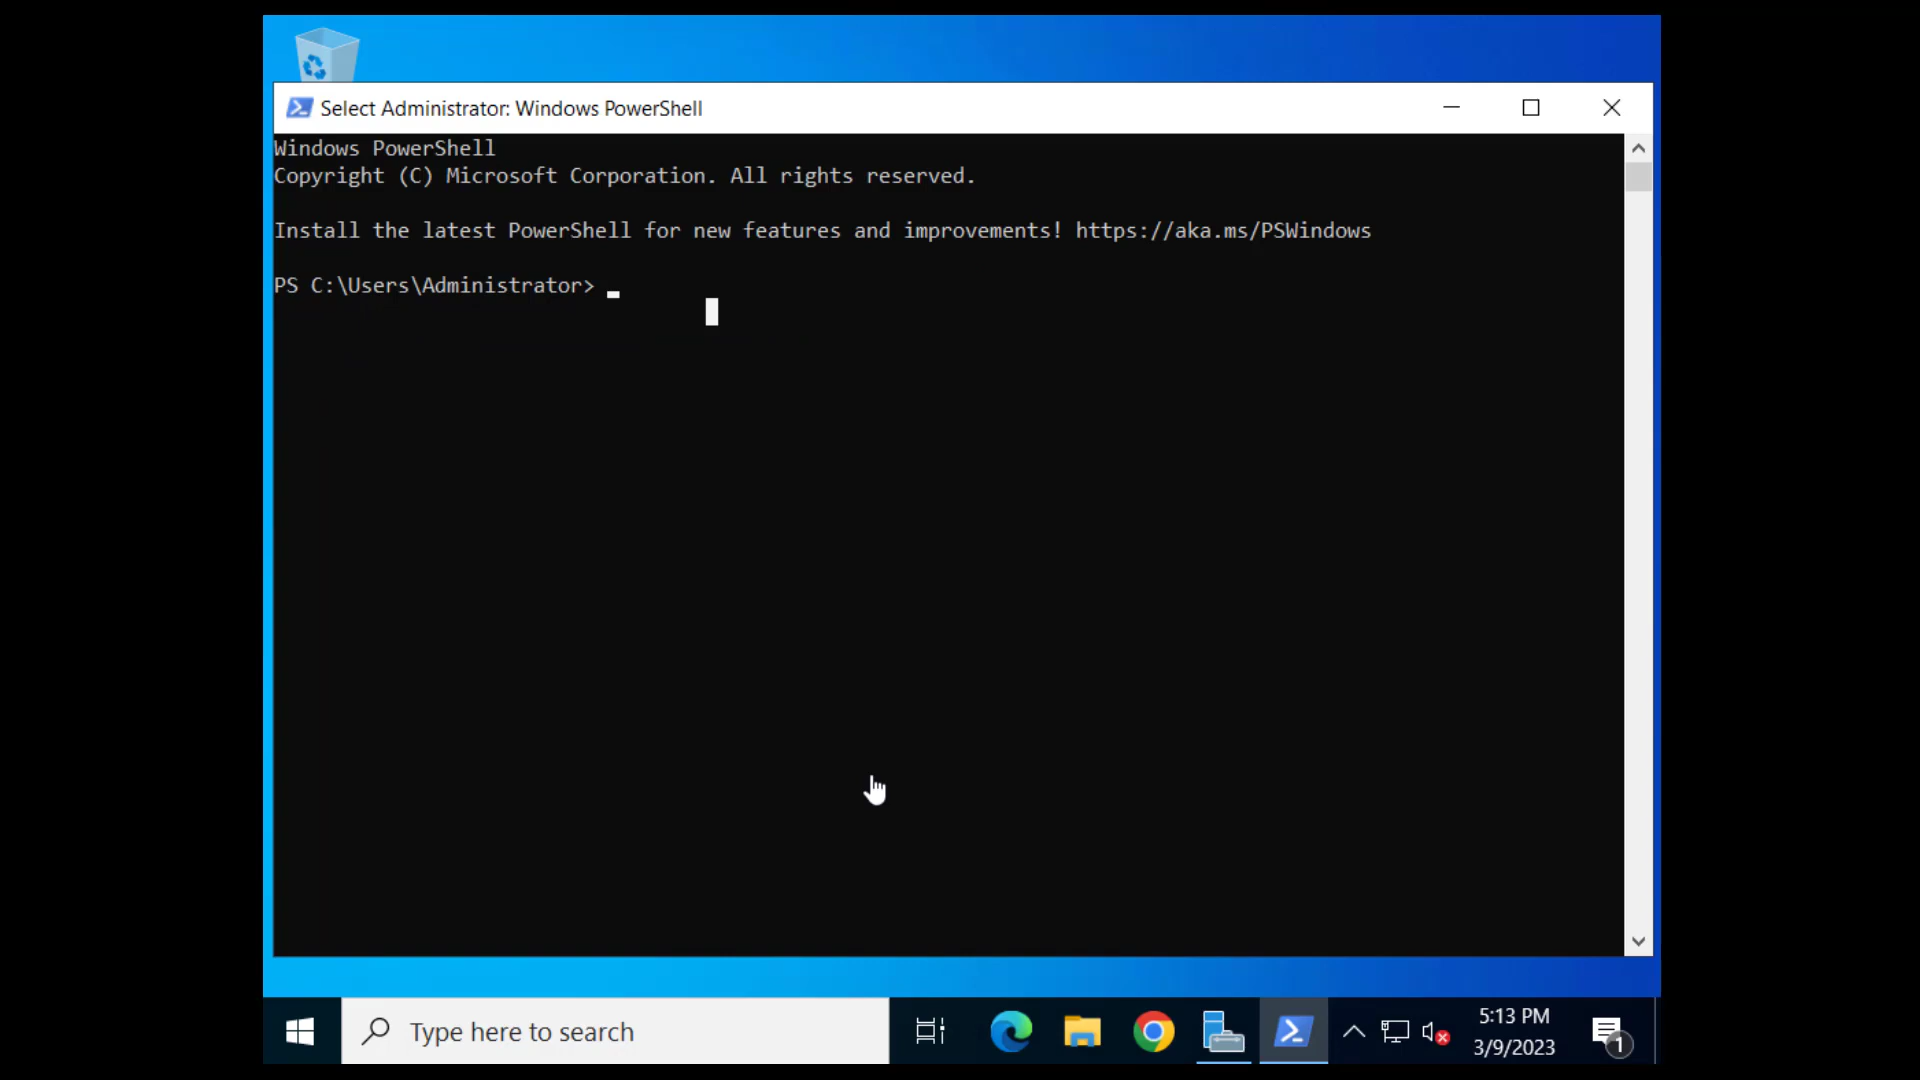 Select Administrator: Windows PowerShell
Windows PowerShell
Copyright (C) Microsoft Corporation. All rights reserved.
Install the latest PowerShell for new features and improvements! https://aka.ms/PSWindows
PS C:\Users\Administrator>
Type here to search
5:13 PM
3/9/2023
1